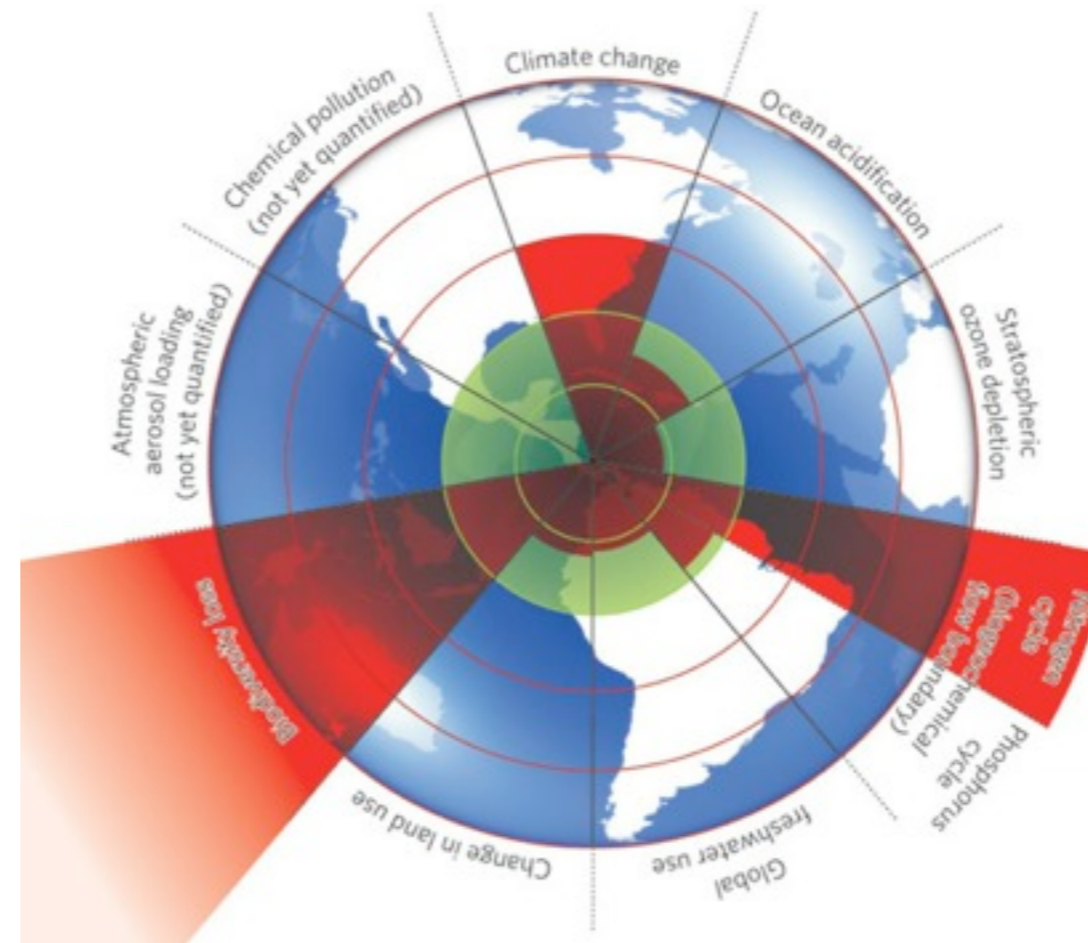 Climate change
Ocean acidification
Stratospheric
ozone depletion
Nitrogen
cycle
(biogeochemical
flow boundary)
Phosphorus
cycle
Global
freshwater use
Change in land use
Biodiversity loss
Atmospheric
aerosol loading
(not yet quantified)
Chemical pollution
(not yet quantified)